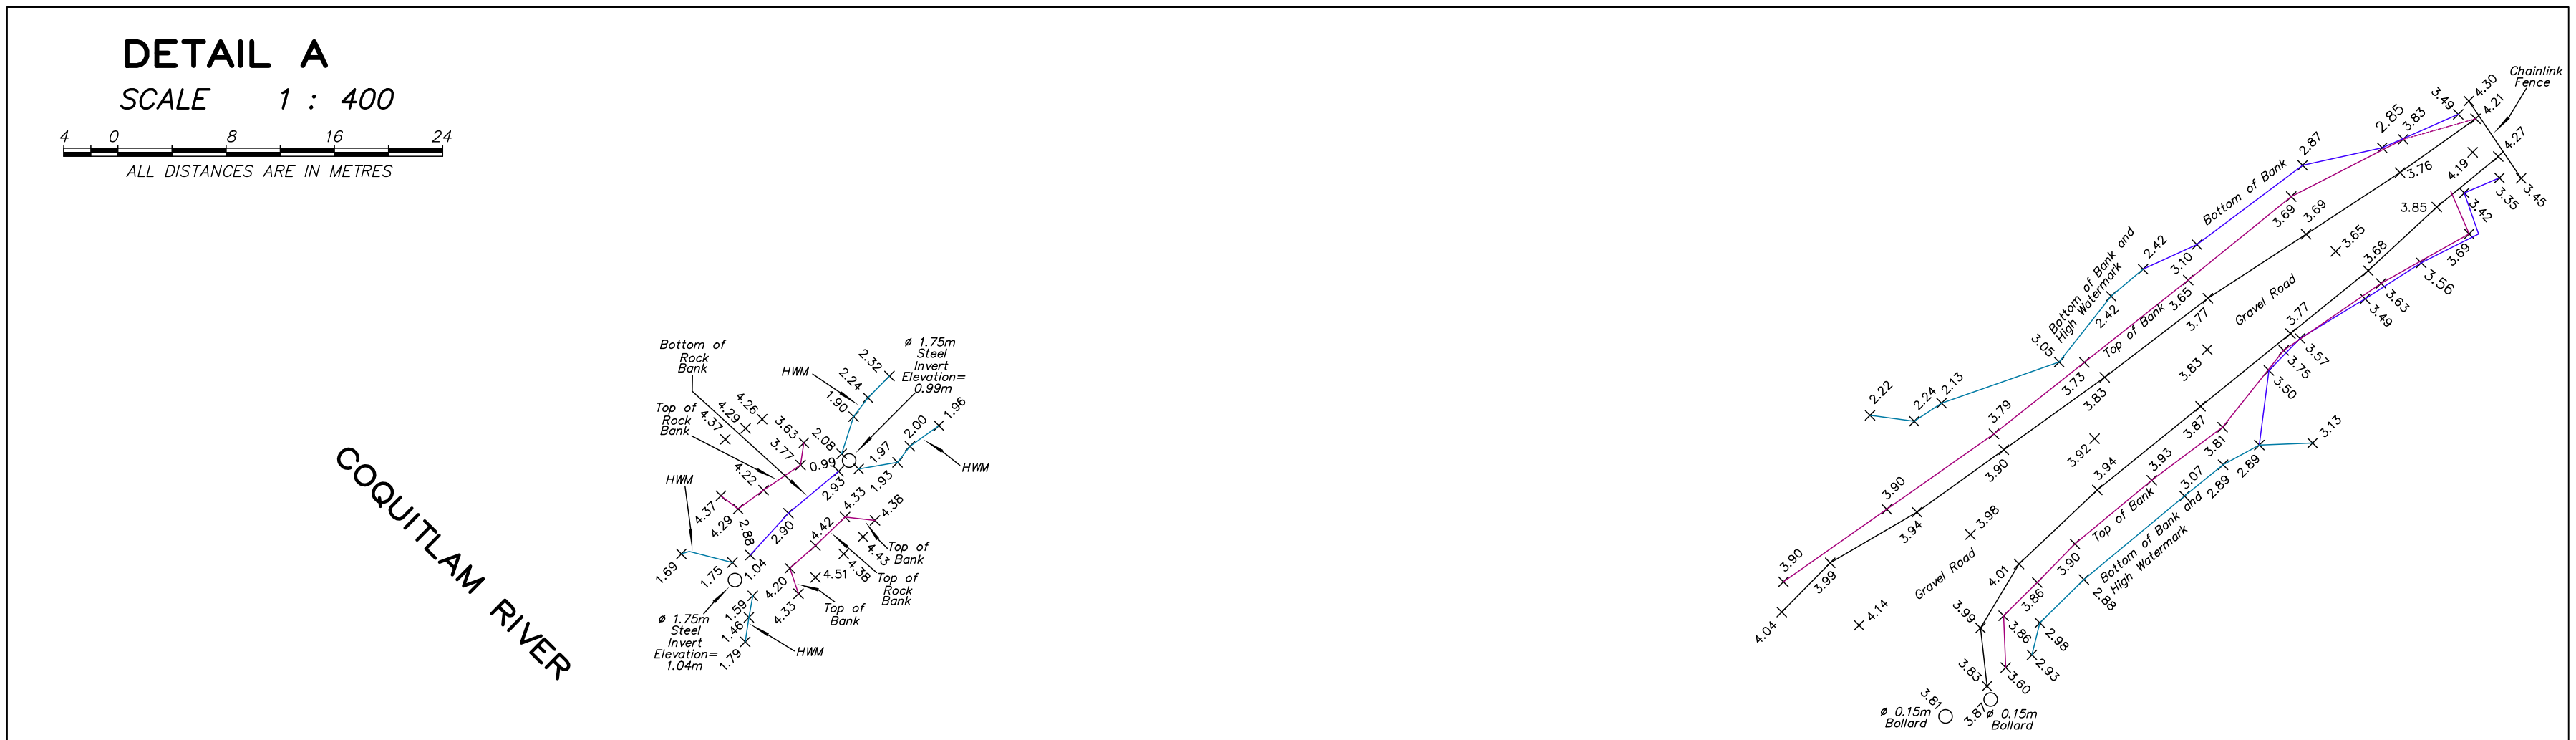 DETAIL A
SCALE 1 : 400
4 0 8 16 24
ALL DISTANCES ARE IN METRES
COQUITLAM RIVER
Bottom of
Rock
Bank
Top of
Rock
Bank
HWM
4.37
4.29
4.26
3.63
3.77
4.22
4.37
4.29
HWM
2.32
2.24
1.90
2.08
0.99
ø 1.75m
Steel
Invert
Elevation=
0.99m
1.96
2.00
1.97
1.93
HWM
2.93
2.90
2.88
1.04
1.69
1.75
ø 1.75m
Steel
Invert
Elevation=
1.04m
1.59
1.46
1.79
HWM
4.33
4.38
4.42
4.43
4.38
4.20
4.51
4.33
Top of
Bank
Top of
Rock
Bank
Top of
Bank
Chainlink
Fence
4.30
4.21
4.27
3.49
3.83
2.85
2.87
Bottom of Bank
2.42
3.10
Bottom of Bank and
High Watermark
2.42
3.05
2.13
2.24
2.22
3.76
3.69
3.69
3.65
3.77
Top of Bank
3.73
3.83
3.79
3.90
3.90
3.94
3.90
3.99
4.04
4.19
3.45
3.35
3.42
3.85
3.69
3.65
3.68
3.56
3.63
3.49
Gravel Road
3.77
3.57
3.75
3.50
3.83
3.87
3.81
3.13
2.89
2.89
3.07
3.92
3.94
3.93
Top of Bank
Bottom of Bank and
High Watermark
3.98
Gravel Road
4.14
4.01
3.90
3.86
3.86
2.88
2.98
2.93
3.99
3.83
3.60
3.81
ø 0.15m
Bollard
3.87
ø 0.15m
Bollard